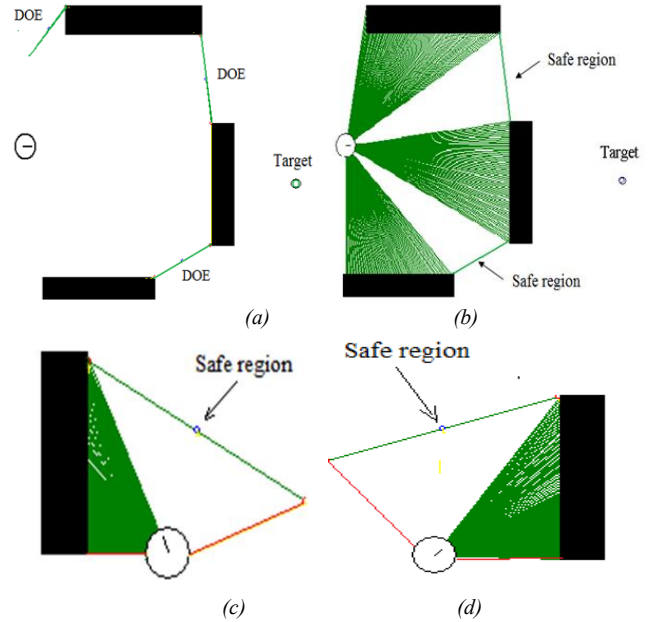 DOE
DOE
Target
DOE
(a)
Safe region
Target
Safe region
(b)
Safe region
(c)
Safe region
(d)